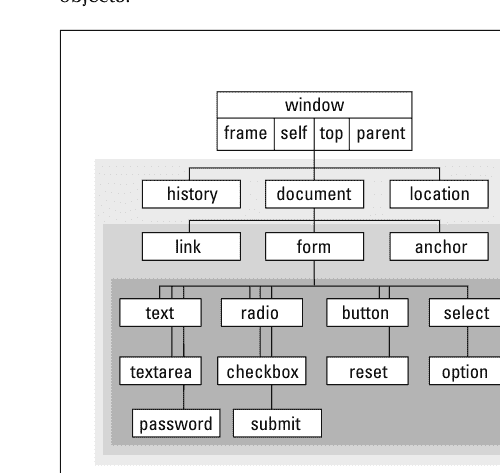 objects.
window
frame self top parent
history document location
link form anchor
text radio button select
textarea checkbox reset option
password submit